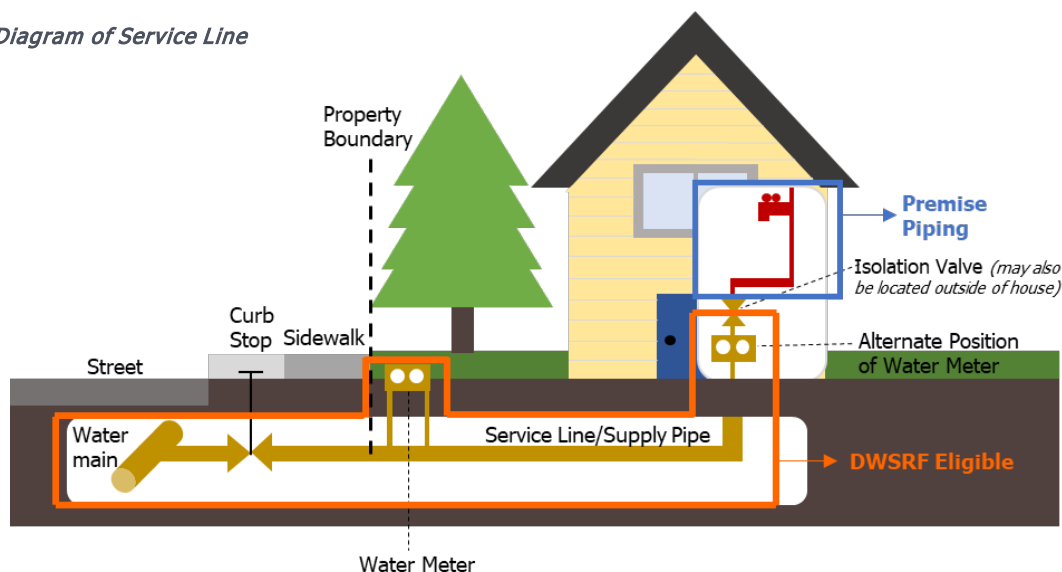 Diagram of Service Line
Property
Boundary
Premise
Piping
Isolation Valve (may also
be located outside of house)
Curb
Stop
Sidewalk
Street
Alternate Position
of Water Meter
Water
main
Service Line/Supply Pipe
DWSRF Eligible
Water Meter